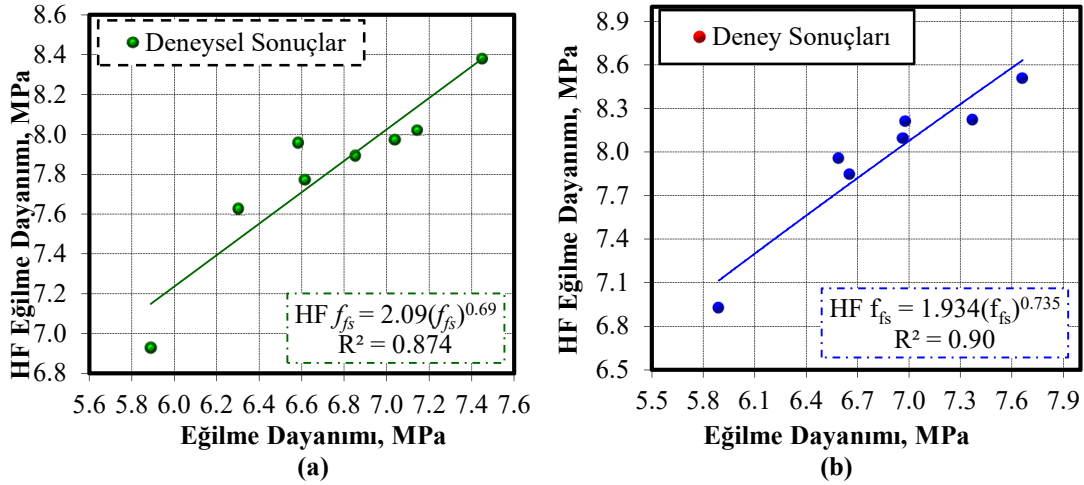 HF Eğilme Dayanımı, MPa
8.6
8.4
8.2
8.0
7.8
7.6
7.4
7.2
7.0
6.8
Deneysel Sonuçlar
HF f_fs = 2.09(f_fs)^0.69
R² = 0.874
5.6 5.8 6.0 6.2 6.4 6.6 6.8 7.0 7.2 7.4 7.6
Eğilme Dayanımı, MPa
(a)
HF Eğilme Dayanımı, MPa
8.9
8.6
8.3
8.0
7.7
7.4
7.1
6.8
6.5
Deney Sonuçları
HF f_fs = 1.934(f_fs)^0.735
R² = 0.90
5.5 5.8 6.1 6.4 6.7 7.0 7.3 7.6 7.9
Eğilme Dayanımı, MPa
(b)